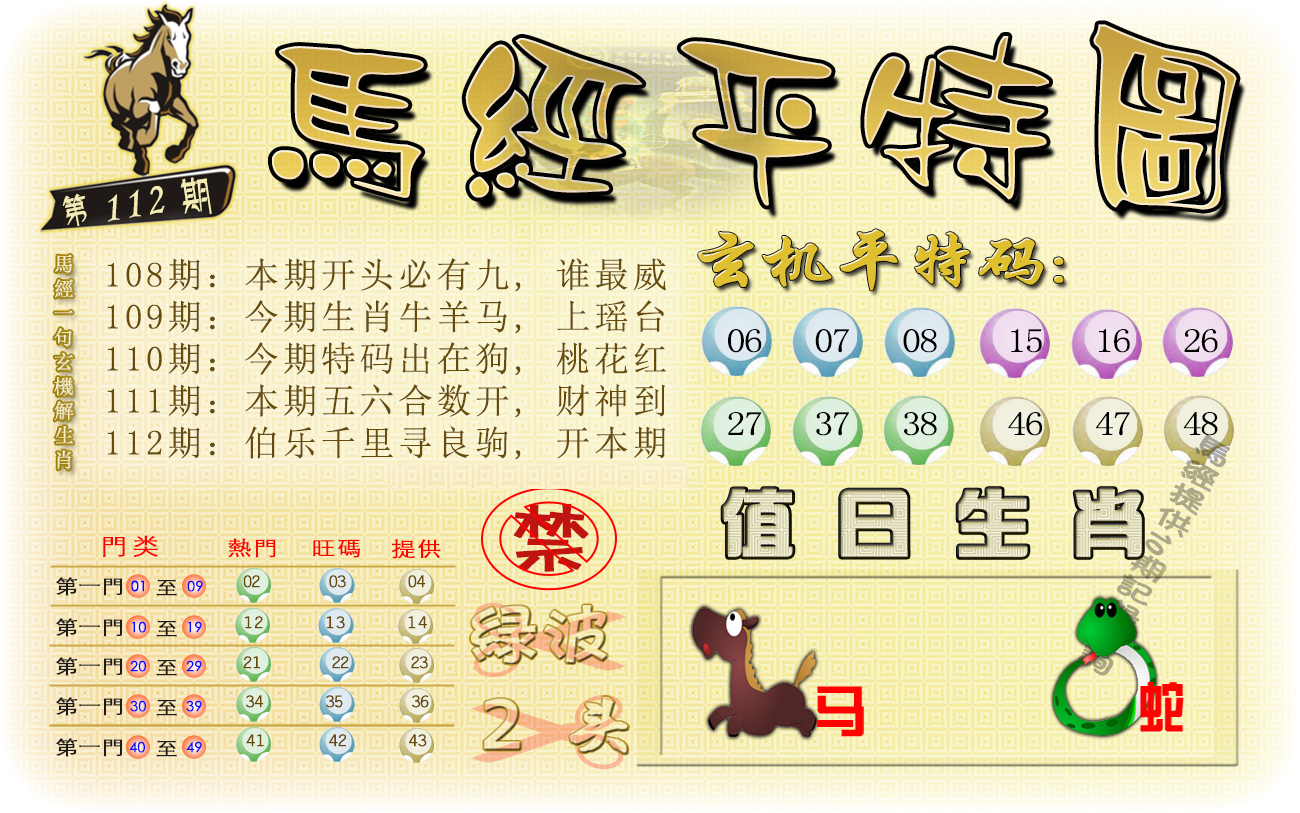 馬經平特圖
第112期
馬經一句玄機解生肖
108期：本期开头必有九，谁最威
109期：今期生肖牛羊马，上瑶台
110期：今期特码出在狗，桃花红
111期：本期五六合数开，财神到
112期：伯乐千里寻良驹，开本期
玄机平特码:
06 07 08 15 16 26
27 37 38 46 47 48
值日生肖
马 蛇
門类 熱門 旺碼 提供
第一門 01 至 09 02 03 04
第一門 10 至 19 12 13 14
第一門 20 至 29 21 22 23
第一門 30 至 39 34 35 36
第一門 40 至 49 41 42 43
禁
緑波
2头
馬經提供
期記